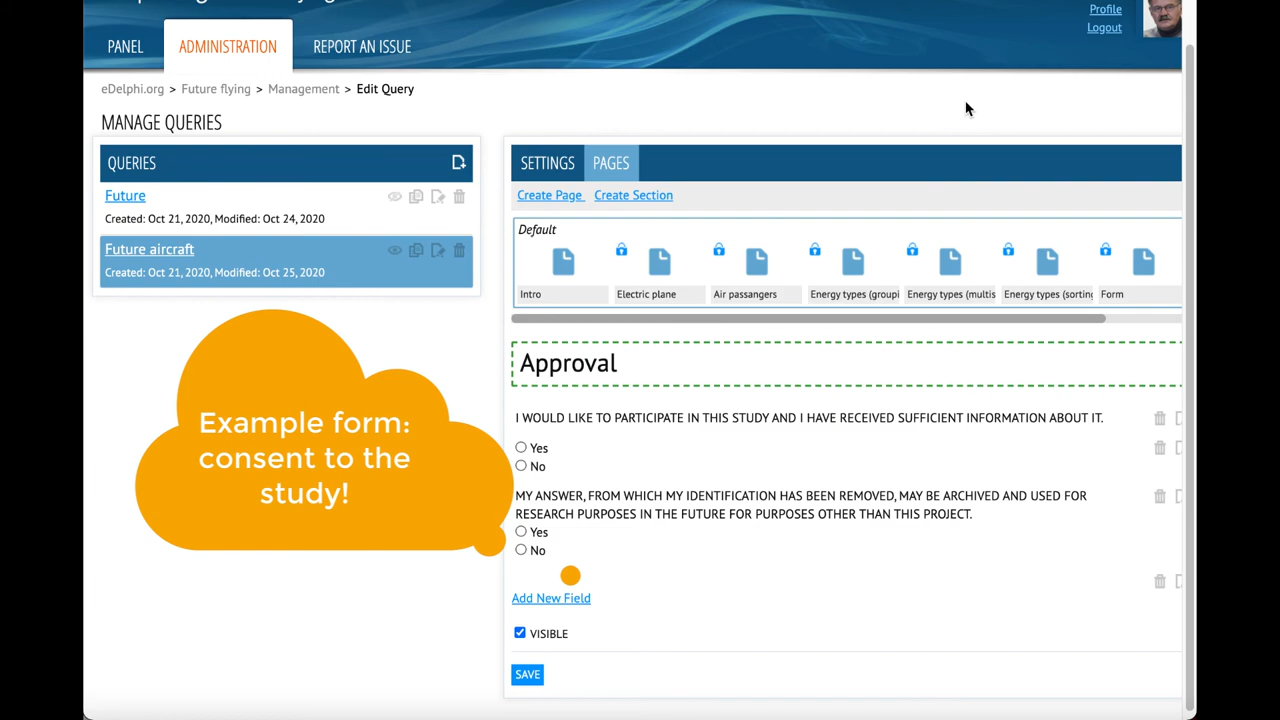 Profile
Logout
PANEL
ADMINISTRATION
REPORT AN ISSUE
eDelphi.org > Future flying > Management > Edit Query
MANAGE QUERIES
QUERIES
Future
Created: Oct 21, 2020, Modified: Oct 24, 2020
Future aircraft
Created: Oct 21, 2020, Modified: Oct 25, 2020
Example form:
consent to the
study!
SETTINGS
PAGES
Create Page
Create Section
Default
Intro
Electric plane
Air passangers
Energy types (groupi
Energy types (multis
Energy types (sorting
Form
Approval
I WOULD LIKE TO PARTICIPATE IN THIS STUDY AND I HAVE RECEIVED SUFFICIENT INFORMATION ABOUT IT.
Yes
No
MY ANSWER, FROM WHICH MY IDENTIFICATION HAS BEEN REMOVED, MAY BE ARCHIVED AND USED FOR
RESEARCH PURPOSES IN THE FUTURE FOR PURPOSES OTHER THAN THIS PROJECT.
Yes
No
Add New Field
VISIBLE
SAVE